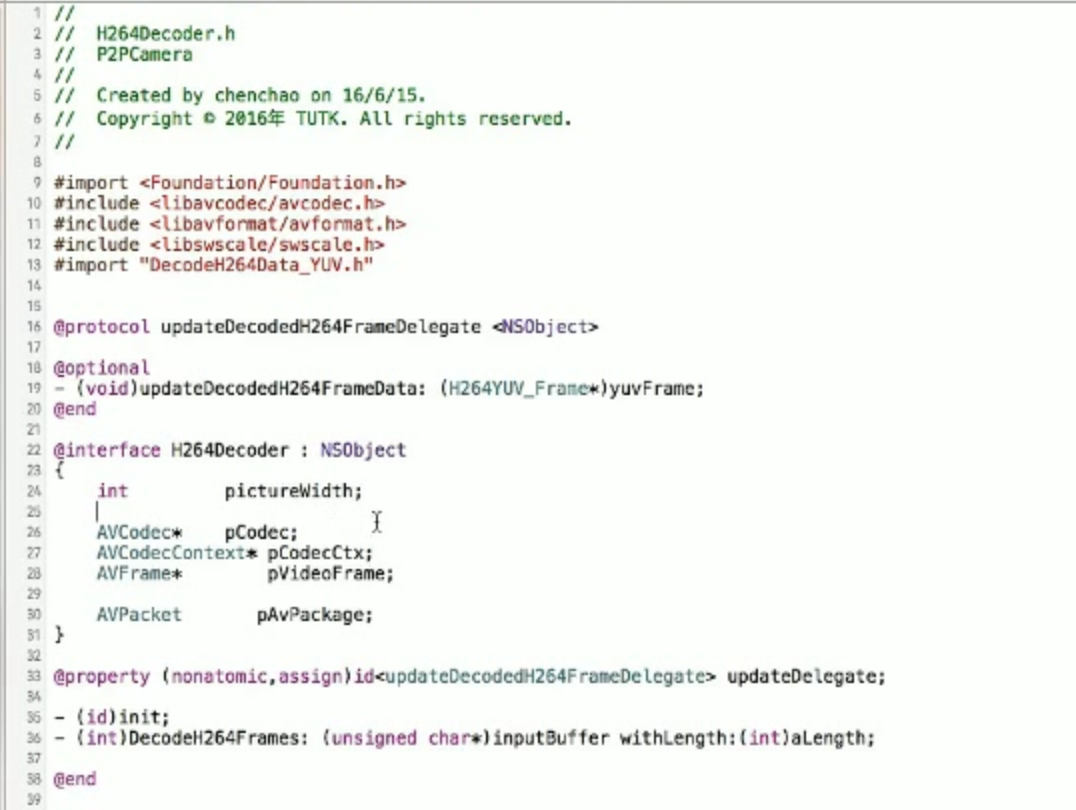 1 //
2 // H264Decoder.h
3 // P2PCamera
4 //
5 // Created by chenchao on 16/6/15.
6 // Copyright © 2016年 TUTK. All rights reserved.
7 //
8
9 #import <Foundation/Foundation.h>
10 #include <libavcodec/avcodec.h>
11 #include <libavformat/avformat.h>
12 #include <libswscale/swscale.h>
13 #import "DecodeH264Data_YUV.h"
14
15
16 @protocol updateDecodedH264FrameDelegate <NSObject>
17
18 @optional
19 - (void)updateDecodedH264FrameData: (H264YUV_Frame*)yuvFrame;
20 @end
21
22 @interface H264Decoder : NSObject
23 {
24 int pictureWidth;
25
26 AVCodec* pCodec;
27 AVCodecContext* pCodecCtx;
28 AVFrame* pVideoFrame;
29
30 AVPacket pAvPackage;
31 }
32
33 @property (nonatomic,assign)id<updateDecodedH264FrameDelegate> updateDelegate;
34
35 - (id)init;
36 - (int)DecodeH264Frames: (unsigned char*)inputBuffer withLength:(int)aLength;
37
38 @end
39